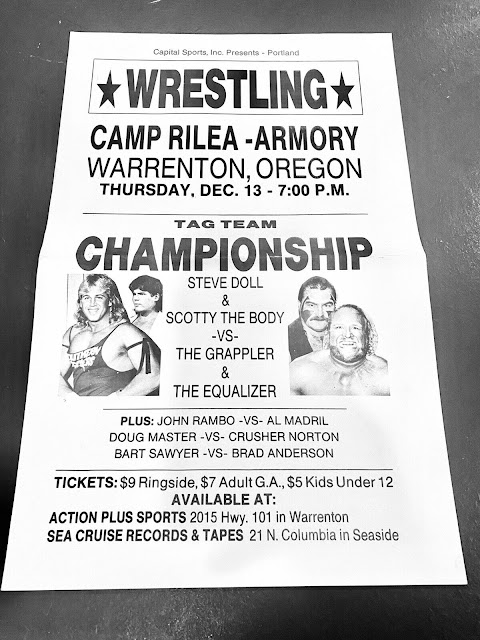 Capital Sports, Inc. Presents - Portland
★WRESTLING★
CAMP RILEA -ARMORY
WARRENTON, OREGON
THURSDAY, DEC. 13 - 7:00 P.M.
TAG TEAM
CHAMPIONSHIP
STEVE DOLL
&
SCOTTY THE BODY
-VS-
THE GRAPPLER
&
THE EQUALIZER
PLUS: JOHN RAMBO -VS- AL MADRIL
DOUG MASTER -VS- CRUSHER NORTON
BART SAWYER -VS- BRAD ANDERSON
TICKETS: $9 Ringside, $7 Adult G.A., $5 Kids Under 12
AVAILABLE AT:
ACTION PLUS SPORTS 2015 Hwy. 101 in Warrenton
SEA CRUISE RECORDS & TAPES 21 N. Columbia in Seaside